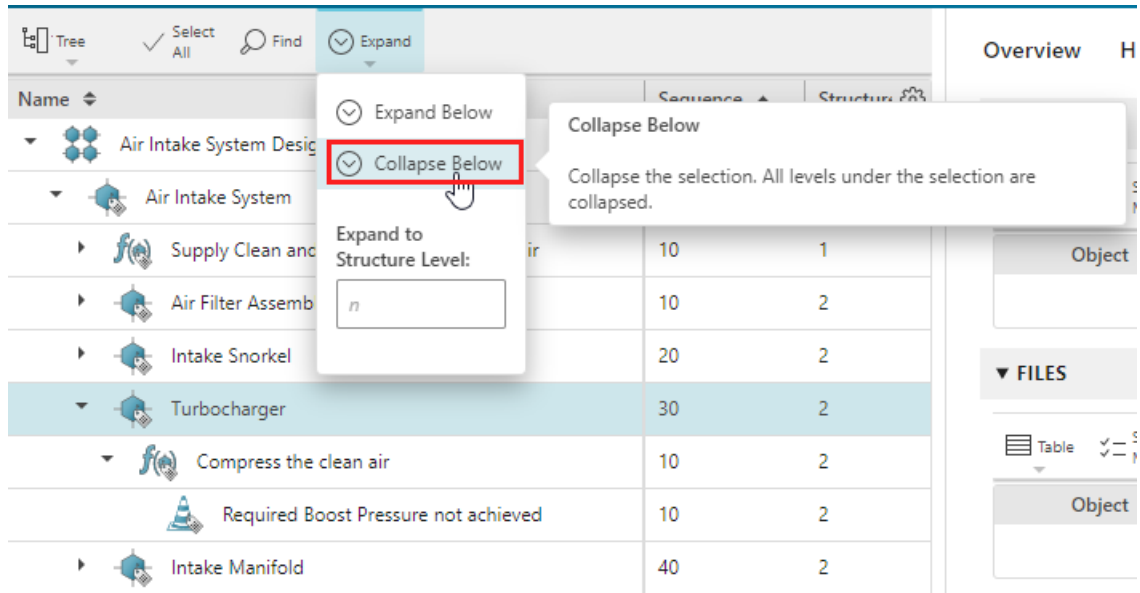 Tree
Select
All
Find
Expand
Overview
H
Name
Sequence
Structur
Expand Below
Collapse Below
Expand to
Structure Level:
n
Collapse Below
Collapse the selection. All levels under the selection are
collapsed.
Air Intake System Desig
Air Intake System
Supply Clean and ir 10 1
Air Filter Assemb 10 2
Intake Snorkel 20 2
Turbocharger 30 2
Compress the clean air 10 2
Required Boost Pressure not achieved 10 2
Intake Manifold 40 2
Object
FILES
Table
Object